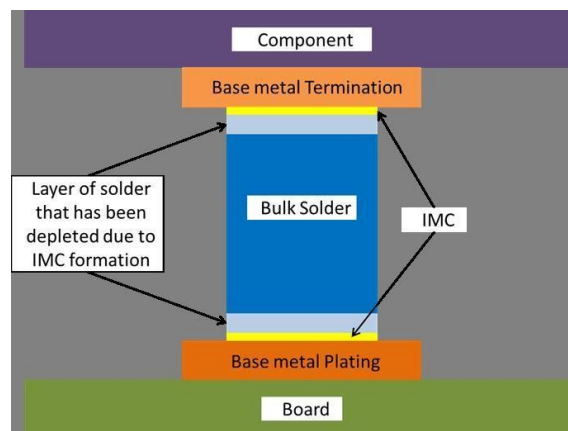 Component
Base metal Termination
Layer of solder
that has been
depleted due to
IMC formation
Bulk Solder
IMC
Base metal Plating
Board